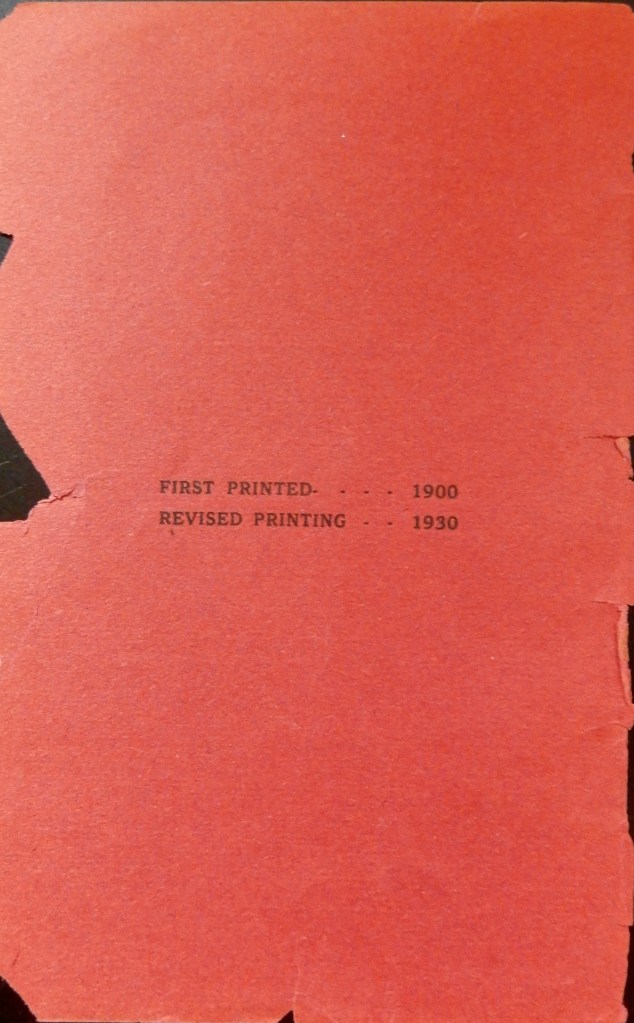 FIRST PRINTED- - - - 1900
REVISED PRINTING - - 1930